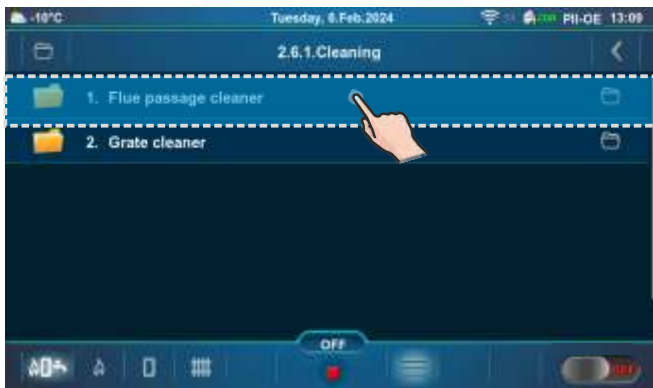 -10°C Tuesday, 6.Feb.2024 PII-OE 13:09
2.6.1.Cleaning
1. Flue passage cleaner
2. Grate cleaner
OFF
OFF